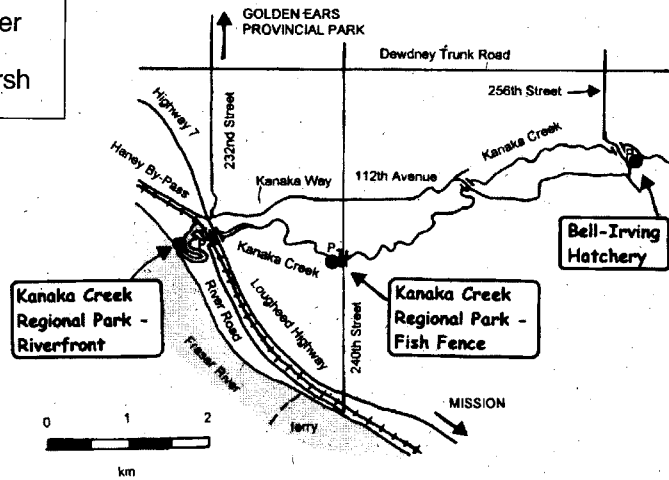 er
rsh
GOLDEN EARS
PROVINCIAL PARK
Dewdney Trunk Road
256th Street
Highway 7
232nd Street
Haney By-Pass
Kanaka Way
112th Avenue
Kanaka Creek
Bell-Irving
Hatchery
P
Kanaka Creek
P
Kanaka Creek
Regional Park -
Riverfront
Kanaka Creek
Regional Park -
Fish Fence
River Road
Lougheed Highway
240th Street
Fraser River
MISSION
ferry
0 1 2
km